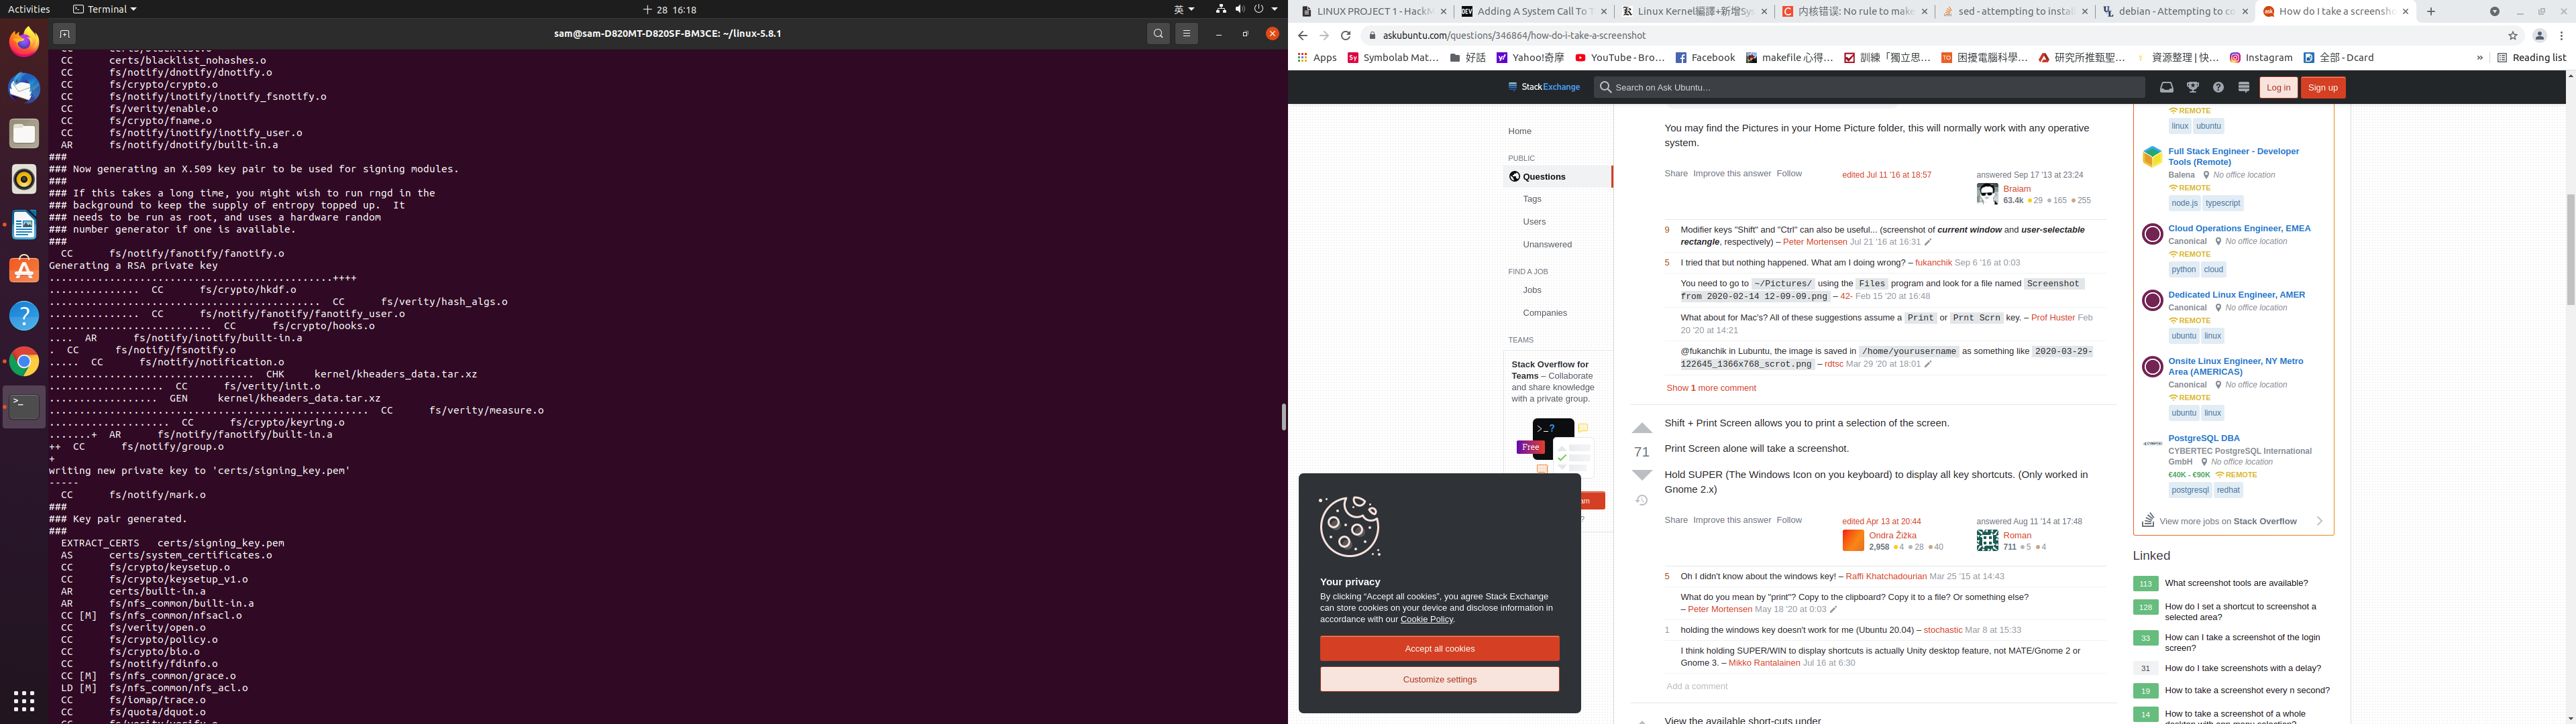 Activities
Terminal
十 28 16:18
英
sam@sam-D820MT-D820SF-BM3CE: ~/linux-5.8.1
CC certs/blacklist.o
CC certs/blacklist_nohashes.o
CC fs/notify/dnotify/dnotify.o
CC fs/crypto/crypto.o
CC fs/notify/inotify/inotify_fsnotify.o
CC fs/verity/enable.o
CC fs/crypto/fname.o
CC fs/notify/inotify/inotify_user.o
AR fs/notify/dnotify/built-in.a
###
### Now generating an X.509 key pair to be used for signing modules.
###
### If this takes a long time, you might wish to run rngd in the
### background to keep the supply of entropy topped up. It
### needs to be run as root, and uses a hardware random
### number generator if one is available.
###
CC fs/notify/fanotify/fanotify.o
Generating a RSA private key
...............................................++++
............... CC fs/crypto/hkdf.o
............................................. CC fs/verity/hash_algs.o
............... CC fs/notify/fanotify/fanotify_user.o
........................... CC fs/crypto/hooks.o
.... AR fs/notify/inotify/built-in.a
. CC fs/notify/fsnotify.o
..... CC fs/notify/notification.o
.................................. CHK kernel/kheaders_data.tar.xz
................... CC fs/verity/init.o
.................. GEN kernel/kheaders_data.tar.xz
..................................................... CC fs/verity/measure.o
.................... CC fs/crypto/keyring.o
.......+ AR fs/notify/fanotify/built-in.a
++ CC fs/notify/group.o
+
writing new private key to 'certs/signing_key.pem'
-----
CC fs/notify/mark.o
###
### Key pair generated.
###
EXTRACT_CERTS certs/signing_key.pem
AS certs/system_certificates.o
CC fs/crypto/keysetup.o
CC fs/crypto/keysetup_v1.o
AR certs/built-in.a
AR fs/nfs_common/built-in.a
CC [M] fs/nfs_common/nfsacl.o
CC fs/verity/open.o
CC fs/crypto/policy.o
CC fs/crypto/bio.o
CC fs/notify/fdinfo.o
CC [M] fs/nfs_common/grace.o
LD [M] fs/nfs_common/nfs_acl.o
CC fs/iomap/trace.o
CC fs/quota/dquot.o
CC fs/verity/verify.o
LINUX PROJECT 1 - HackM
Adding A System Call To T
Linux Kernel編譯+新增Sys
内核错误: No rule to make
sed - attempting to install
debian - Attempting to co
How do I take a screensho
askubuntu.com/questions/346864/how-do-i-take-a-screenshot
Apps
Symbolab Mat…
好話
Yahoo!奇摩
YouTube - Bro…
Facebook
makefile 心得…
訓練「獨立思…
困擾電腦科學…
研究所推甄聖…
資源整理 | 快…
Instagram
全部 - Dcard
»
Reading list
StackExchange
Search on Ask Ubuntu…
Log in
Sign up
Home
PUBLIC
Questions
Tags
Users
Unanswered
FIND A JOB
Jobs
Companies
TEAMS
Stack Overflow for
Teams – Collaborate
and share knowledge
with a private group.
>_?
Free
You may find the Pictures in your Home Picture folder, this will normally work with any operative
system.
Share Improve this answer Follow
edited Jul 11 '16 at 18:57
answered Sep 17 '13 at 23:24
Braiam
63.4k 29 165 255
9 Modifier keys "Shift" and "Ctrl" can also be useful... (screenshot of current window and user-selectable
rectangle, respectively) – Peter Mortensen Jul 21 '16 at 16:31
5 I tried that but nothing happened. What am I doing wrong? – fukanchik Sep 6 '16 at 0:03
You need to go to ~/Pictures/ using the Files program and look for a file named Screenshot
from 2020-02-14 12-09-09.png – 42- Feb 15 '20 at 16:48
What about for Mac's? All of these suggestions assume a Print or Prnt Scrn key. – Prof Huster Feb
20 '20 at 14:21
@fukanchik in Lubuntu, the image is saved in /home/yourusername as something like 2020-03-29-
122645_1366x768_scrot.png – rdtsc Mar 29 '20 at 18:01
Show 1 more comment
71
Shift + Print Screen allows you to print a selection of the screen.
Print Screen alone will take a screenshot.
Hold SUPER (The Windows Icon on you keyboard) to display all key shortcuts. (Only worked in
Gnome 2.x)
Share Improve this answer Follow
edited Apr 13 at 20:44
Ondra Žižka
2,958 4 28 40
answered Aug 11 '14 at 17:48
Roman
711 5 4
5 Oh I didn't know about the windows key! – Raffi Khatchadourian Mar 25 '15 at 14:43
What do you mean by "print"? Copy to the clipboard? Copy it to a file? Or something else?
– Peter Mortensen May 18 '20 at 0:03
1 holding the windows key doesn't work for me (Ubuntu 20.04) – stochastic Mar 8 at 15:33
I think holding SUPER/WIN to display shortcuts is actually Unity desktop feature, not MATE/Gnome 2 or
Gnome 3. – Mikko Rantalainen Jul 16 at 6:30
Add a comment
View the available short-cuts under
Your privacy
By clicking “Accept all cookies”, you agree Stack Exchange
can store cookies on your device and disclose information in
accordance with our Cookie Policy.
Accept all cookies
Customize settings
REMOTE
linux ubuntu
Full Stack Engineer - Developer
Tools (Remote)
Balena No office location
REMOTE
node.js typescript
Cloud Operations Engineer, EMEA
Canonical No office location
REMOTE
python cloud
Dedicated Linux Engineer, AMER
Canonical No office location
REMOTE
ubuntu linux
Onsite Linux Engineer, NY Metro
Area (AMERICAS)
Canonical No office location
REMOTE
ubuntu linux
PostgreSQL DBA
CYBERTEC PostgreSQL International
GmbH No office location
€40K - €90K REMOTE
postgresql redhat
View more jobs on Stack Overflow
Linked
113 What screenshot tools are available?
128 How do I set a shortcut to screenshot a
selected area?
33 How can I take a screenshot of the login
screen?
31 How do I take screenshots with a delay?
19 How to take a screenshot every n second?
14 How to take a screenshot of a whole